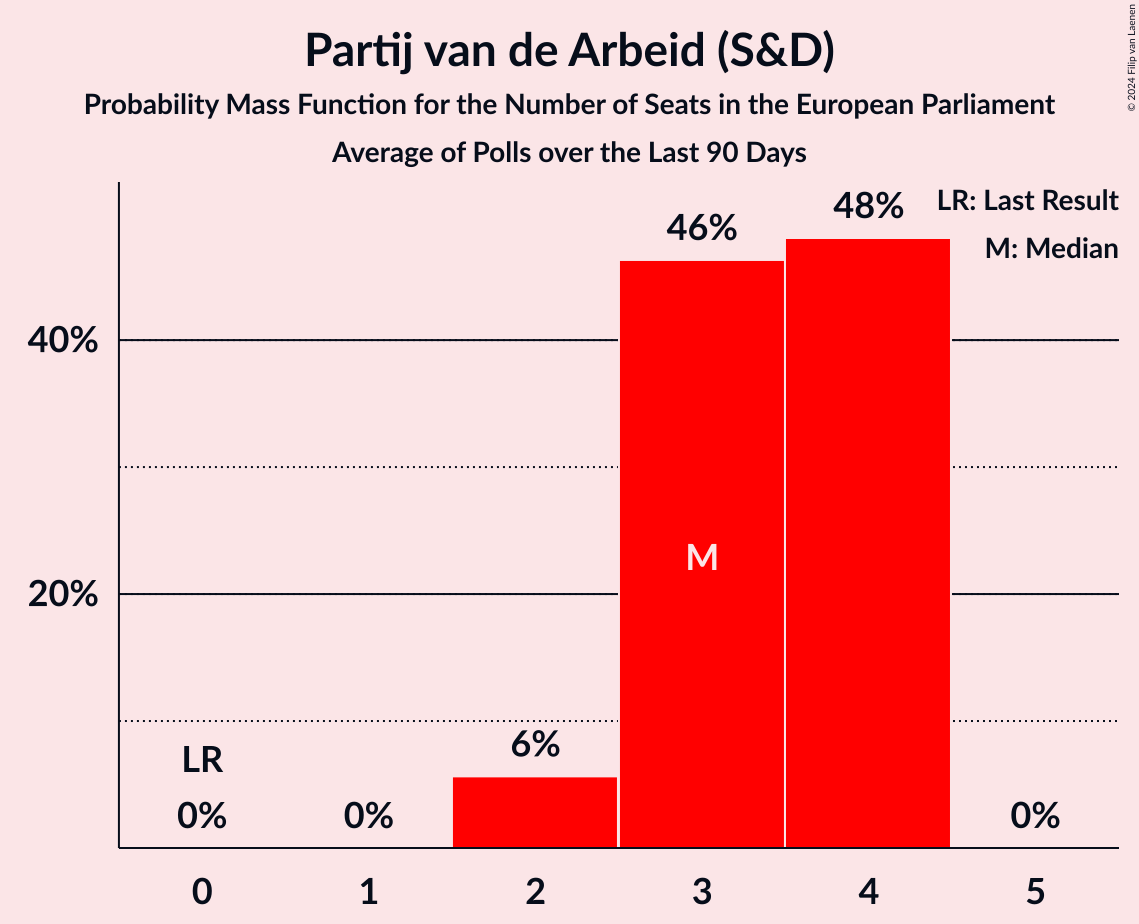 Partij van de Arbeid (S&D)
Probability Mass Function for the Number of Seats in the European Parliament
Average of Polls over the Last 90 Days
© 2024 Filip van Laenen
LR: Last Result
M: Median
48%
46%
40%
M
20%
6%
LR
0%
0%
0%
0
1
2
3
4
5